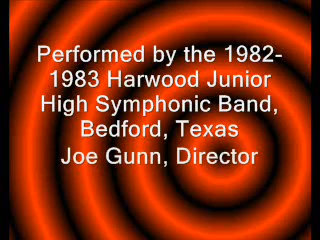 Performed by the 1982-
1983 Harwood Junior
High Symphonic Band,
Bedford, Texas
Joe Gunn, Director